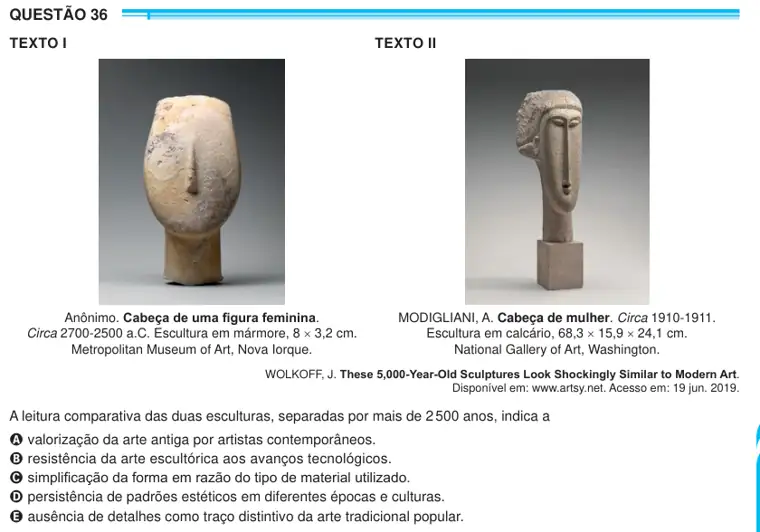 QUESTÃO 36
TEXTO I
Anônimo. Cabeça de uma figura feminina.
Circa 2700-2500 a.C. Escultura em mármore, 8 × 3,2 cm.
Metropolitan Museum of Art, Nova Iorque.
TEXTO II
MODIGLIANI, A. Cabeça de mulher. Circa 1910-1911.
Escultura em calcário, 68,3 × 15,9 × 24,1 cm.
National Gallery of Art, Washington.
WOLKOFF, J. These 5,000-Year-Old Sculptures Look Shockingly Similar to Modern Art.
Disponível em: www.artsy.net. Acesso em: 19 jun. 2019.
A leitura comparativa das duas esculturas, separadas por mais de 2 500 anos, indica a
A valorização da arte antiga por artistas contemporâneos.
B resistência da arte escultórica aos avanços tecnológicos.
C simplificação da forma em razão do tipo de material utilizado.
D persistência de padrões estéticos em diferentes épocas e culturas.
E ausência de detalhes como traço distintivo da arte tradicional popular.